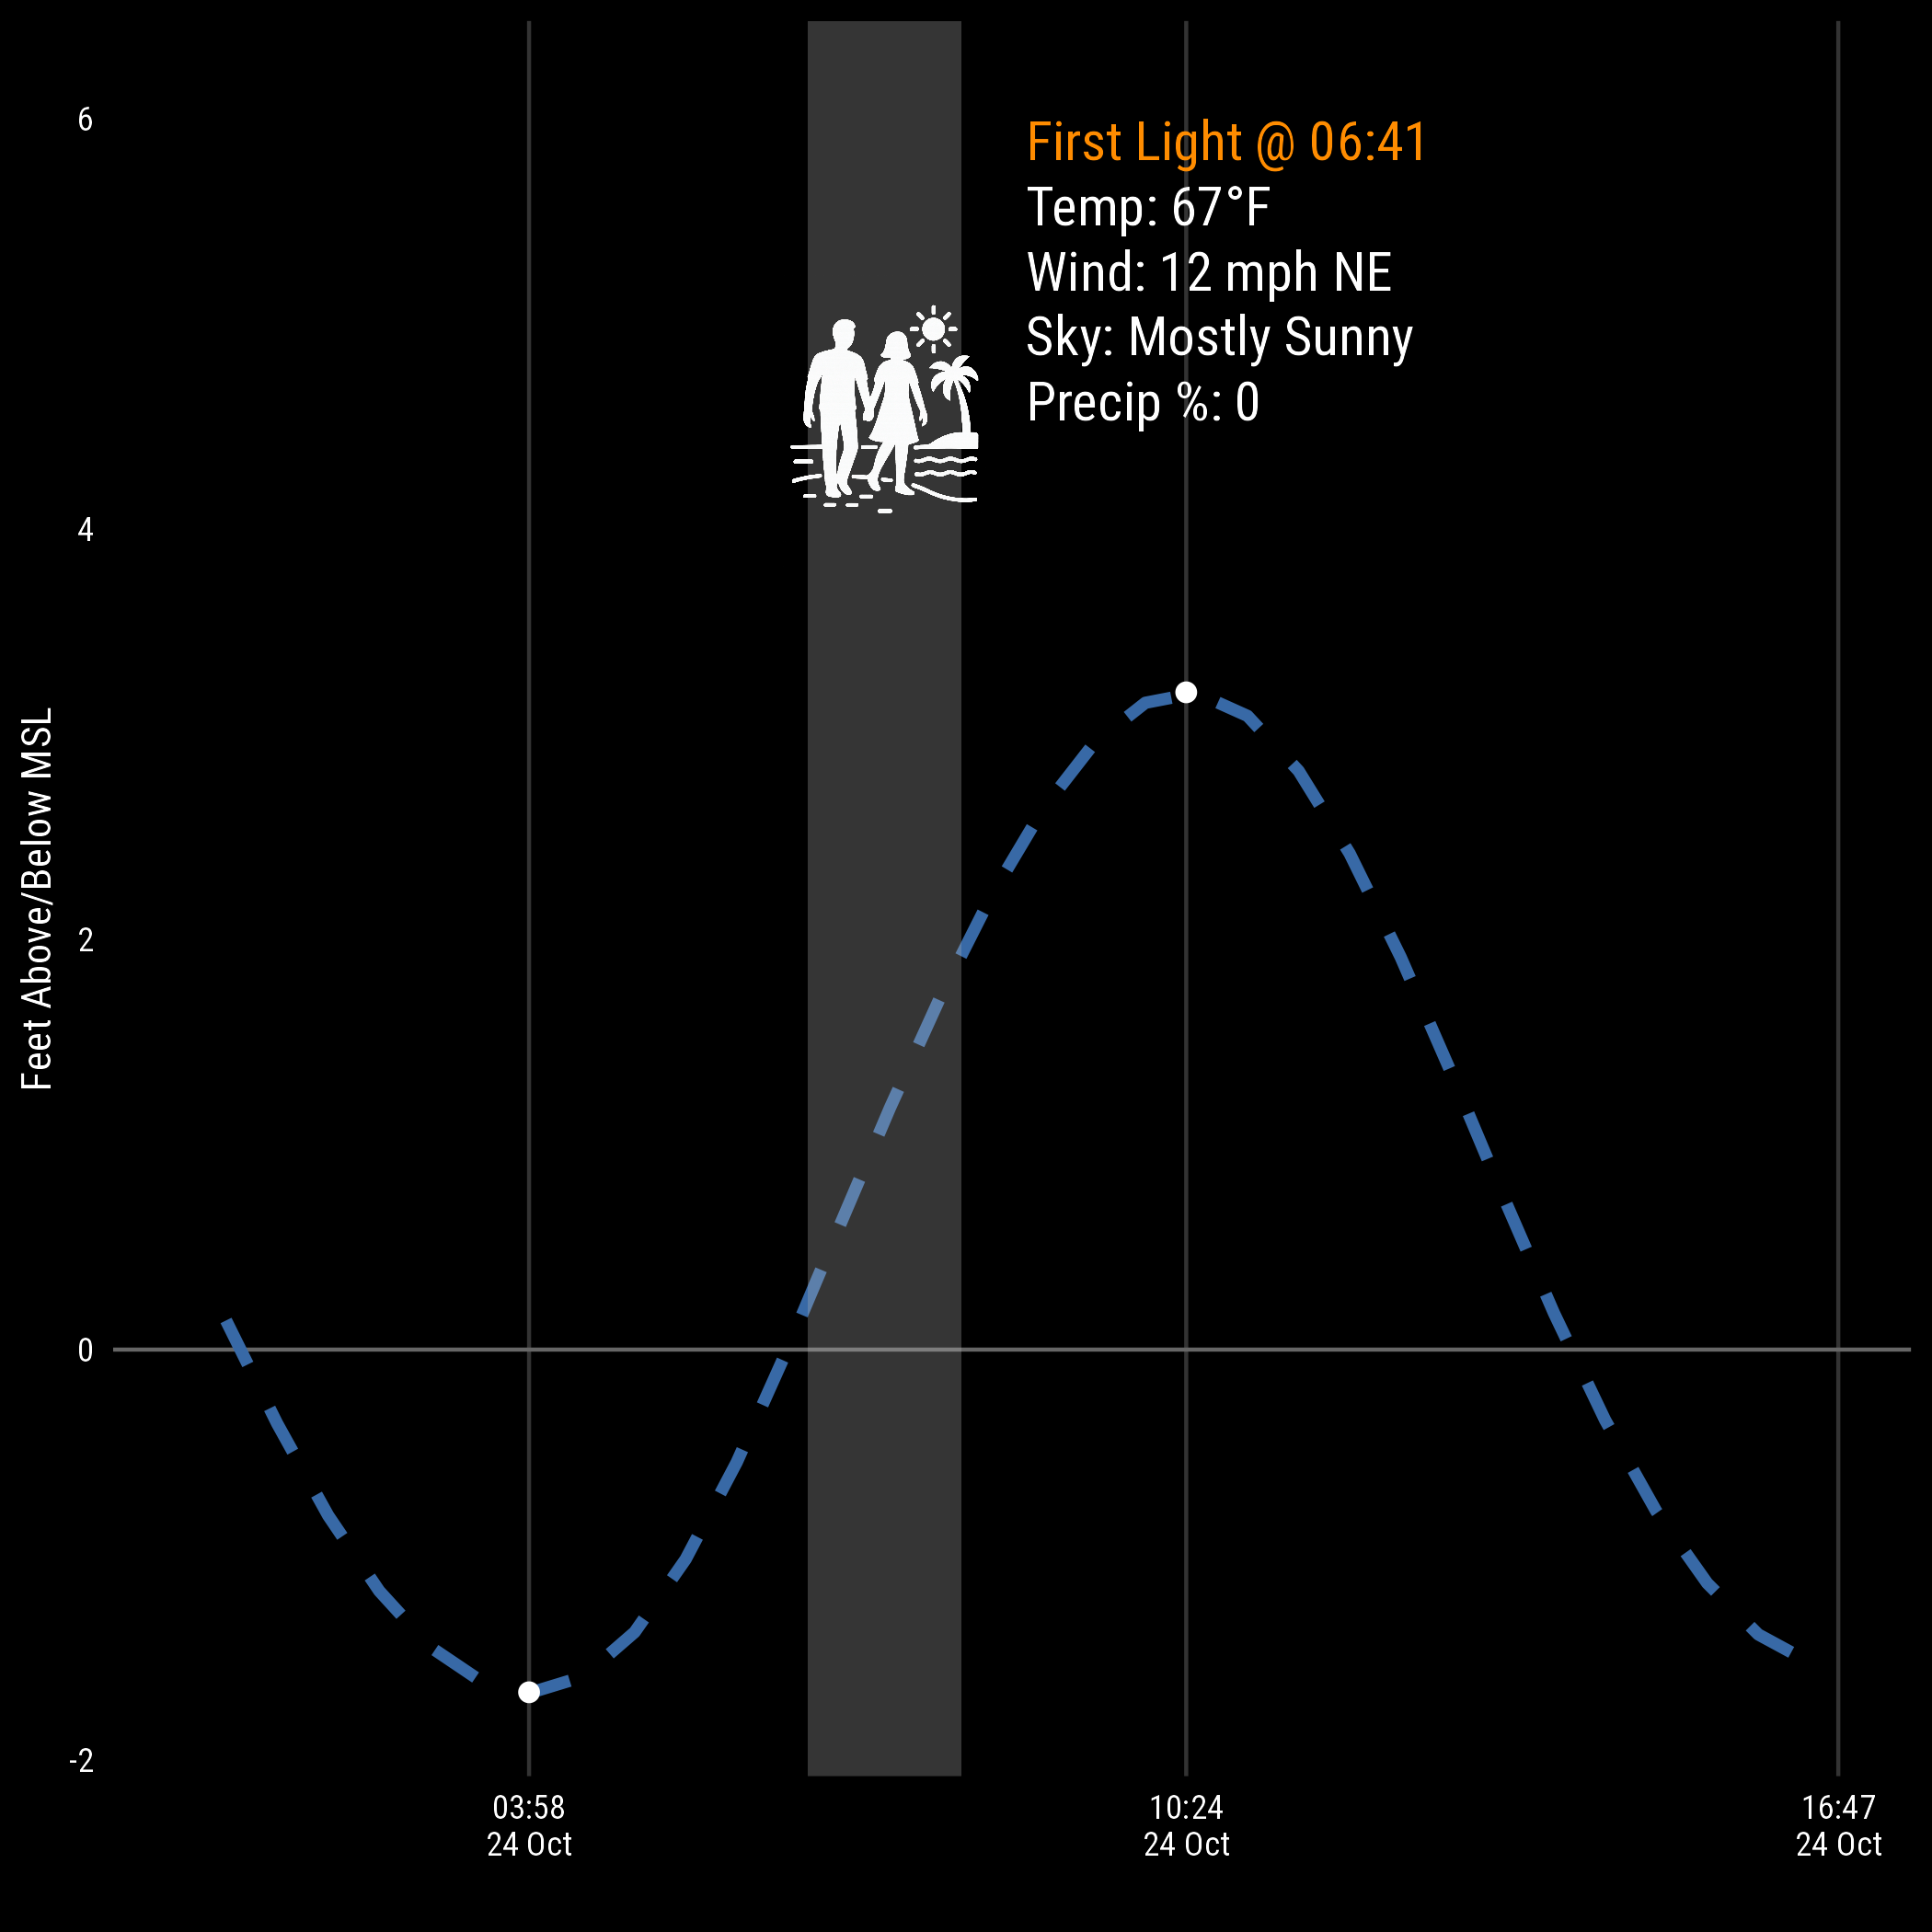 First Light @ 06:41
Temp: 67°F
Wind: 12 mph NE
Sky: Mostly Sunny
Precip %: 0
Feet Above/Below MSL
6
4
2
0
-2
03:58
24 Oct
10:24
24 Oct
16:47
24 Oct